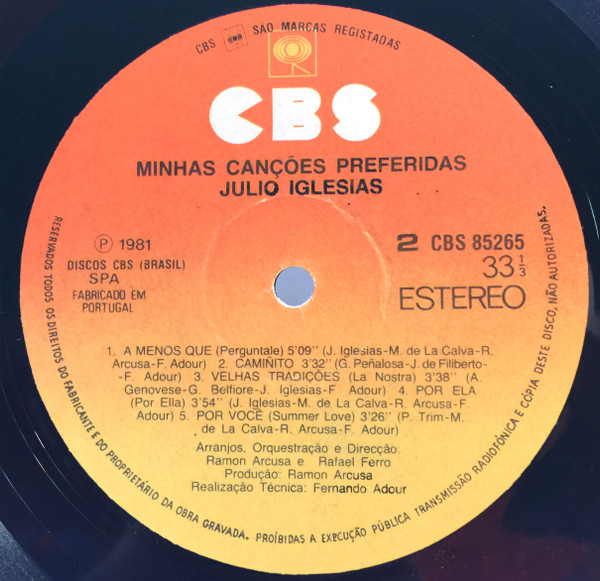 CBS SÃO MARCAS REGISTADAS
CBS
MINHAS CANÇÕES PREFERIDAS
JULIO IGLESIAS
Ⓟ 1981
DISCOS CBS (BRASIL)
SPA
FABRICADO EM
PORTUGAL
2 CBS 85265
33 1/3
ESTEREO
1. A MENOS QUE (Perguntale) 5'09'' (J. Iglesias-M. de La Calva-R.
Arcusa-F. Adour) 2. CAMIÑITO 3'32'' (G. Peñalosa-J. de Filiberto-
-F. Adour) 3. VELHAS TRADIÇÕES (La Nostra) 3'38'' (A.
Genovese-G. Belfiore-J. Iglesias-F Adour) 4. POR ELA
(Por Ella) 3'54'' (J. Iglesias-M. de La Calva-R. Arcusa-F.
Adour) 5. POR VOCÊ (Summer Love) 3'26'' (P. Trim-M.
de La Calva-R. Arcusa-F. Adour)
Arranjos, Orquestração e Direcção:
Ramon Arcusa e Rafael Ferro
Produção: Ramon Arcusa
Realização Técnica: Fernando Adour
RESERVADOS TODOS OS DIREITOS DO FABRICANTE E DO PROPRIETÁRIO DA OBRA GRAVADA. PROÍBIDAS A EXECUÇÃO PÚBLICA TRANSMISSÃO RADIOFÓNICA E CÓPIA DESTE DISCO, NÃO AUTORIZADAS.